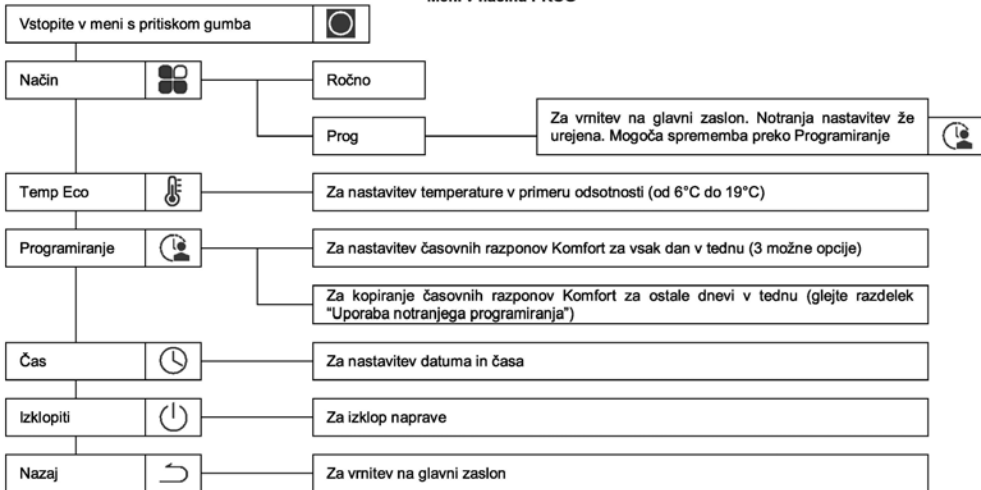 Vstopite v meni s pritiskom gumba
Način
Ročno
Prog
Za vrnitev na glavni zaslon. Notranja nastavitev že
urejena. Mogoča sprememba preko Programiranje
Temp Eco
Za nastavitev temperature v primeru odsotnosti (od 6°C do 19°C)
Programiranje
Za nastavitev časovnih razponov Komfort za vsak dan v tednu (3 možne opcije)
Za kopiranje časovnih razponov Komfort za ostale dnevi v tednu (glejte razdelek
“Uporaba notranjega programiranja”)
Čas
Za nastavitev datuma in časa
Izklopiti
Za izklop naprave
Nazaj
Za vrnitev na glavni zaslon